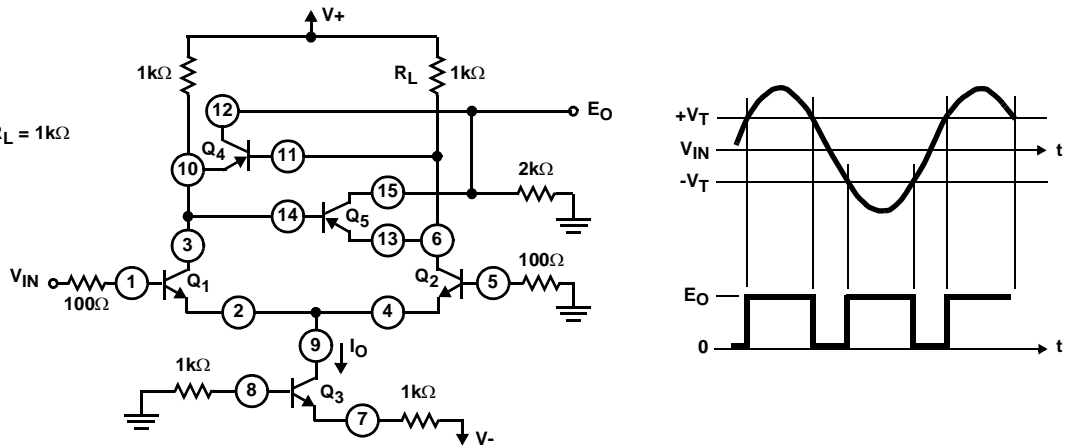 V+
1kΩ
RL
1kΩ
12
EO
RL = 1kΩ
Q4
11
10
15
2kΩ
14
Q5
3
13
6
VIN
1
Q1
Q2
5
100Ω
100Ω
2
4
9
IO
1kΩ
8
Q3
7
1kΩ
V-
+VT
VIN
t
-VT
EO
0
t